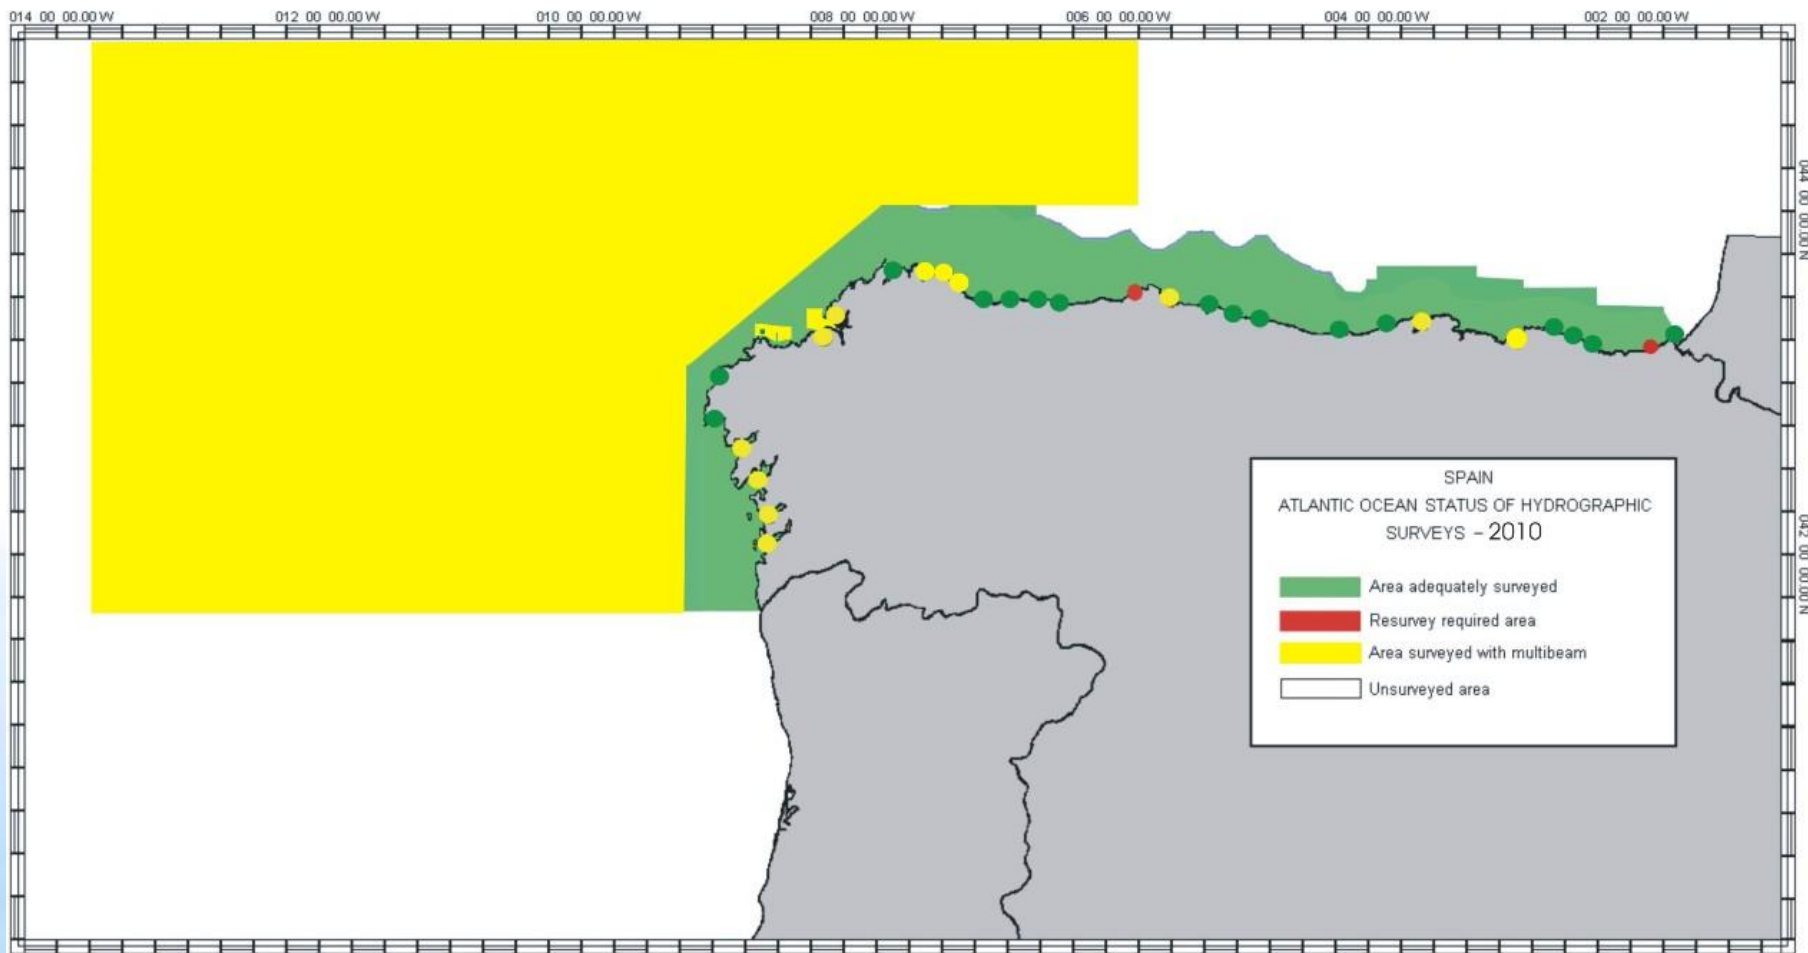 014 00 00.00 W
012 00 00.00 W
010 00 00.00 W
008 00 00.00 W
006 00 00.00 W
004 00 00.00 W
002 00 00.00 W
044 00 00.00 N
042 00 00.00 N
SPAIN
ATLANTIC OCEAN STATUS OF HYDROGRAPHIC
SURVEYS - 2010
Area adequately surveyed
Resurvey required area
Area surveyed with multibeam
Unsurveyed area